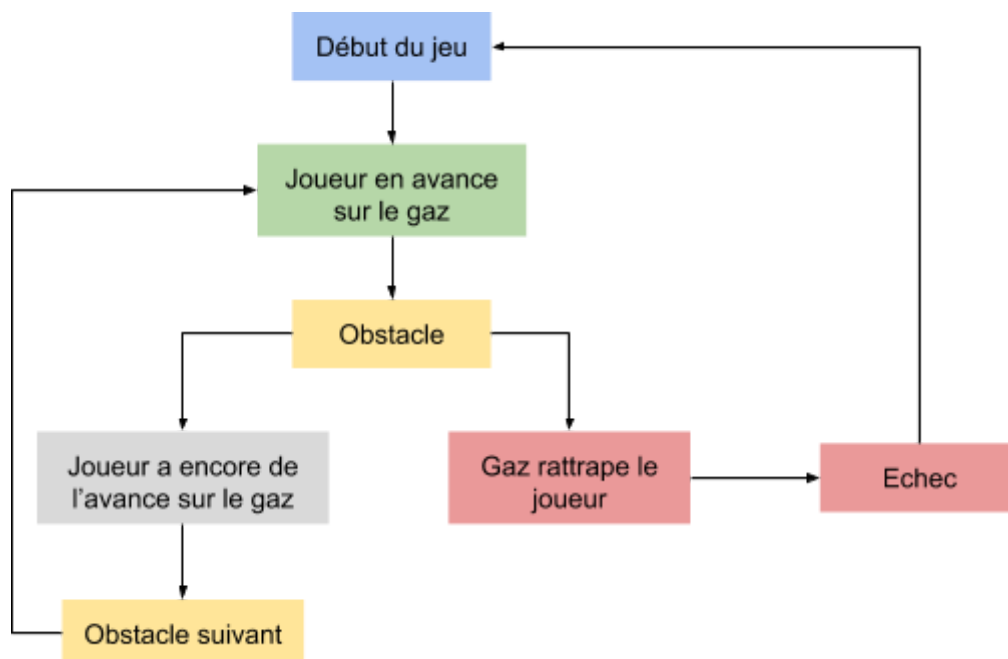 Début du jeu
Joueur en avance
sur le gaz
Obstacle
Joueur a encore de
l'avance sur le gaz
Gaz rattrape le
joueur
Echec
Obstacle suivant